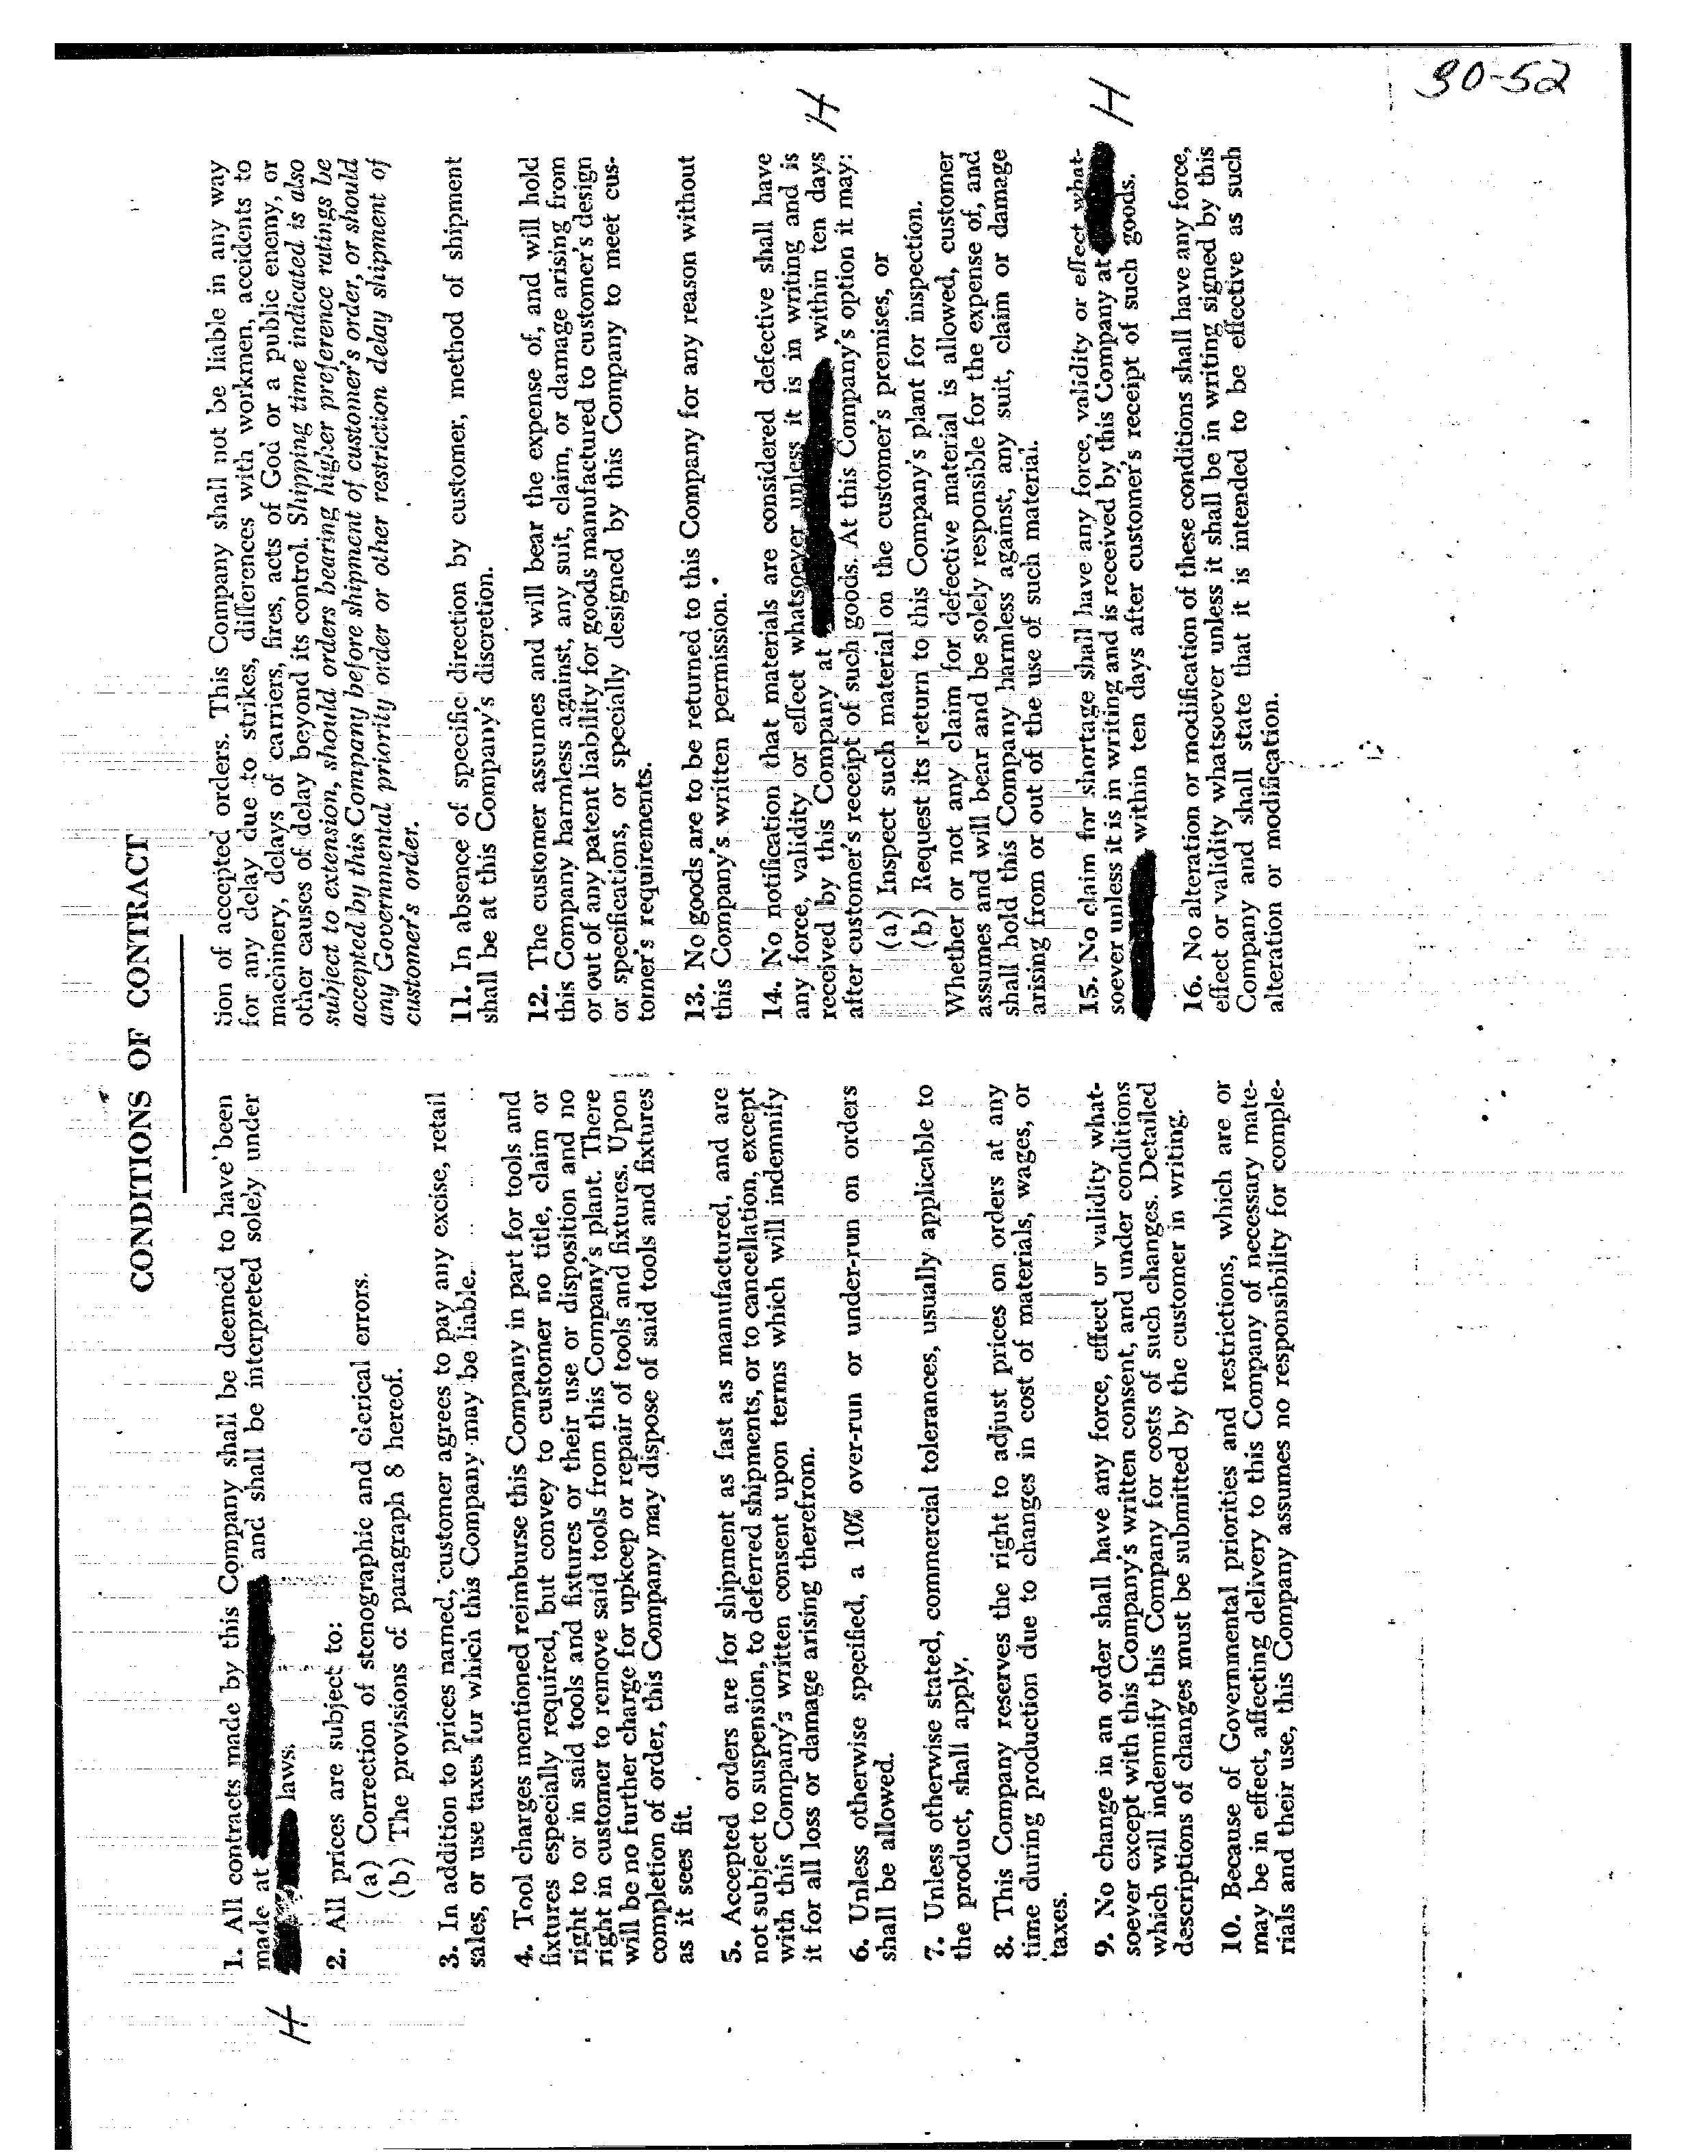 30-52
CONDITIONS OF CONTRACT
1. All contracts made by this Company shall be deemed to have been
made at and shall be interpreted solely under
laws.
H
2. All prices are subject to:
(a) Correction of stenographic and clerical errors.
(b) The provisions of paragraph 8 hereof.
3. In addition to prices named, customer agrees to pay any excise, retail
sales, or use taxes for which this Company may be liable.
4. Tool charges mentioned reimburse this Company in part for tools and
fixtures especially required, but convey to customer no title, claim or
right to or in said tools and fixtures or their use or disposition and no
right in customer to remove said tools from this Company's plant. There
will be no further charge for upkeep or repair of tools and fixtures. Upon
completion of order, this Company may dispose of said tools and fixtures
as it sees fit.
5. Accepted orders are for shipment as fast as manufactured, and are
not subject to suspension, to deferred shipments, or to cancellation, except
with this Company's written consent upon terms which will indemnify
it for all loss or damage arising therefrom.
6. Unless otherwise specified, a 10% over-run or under-run on orders
shall be allowed.
7. Unless otherwise stated, commercial tolerances, usually applicable to
the product, shall apply.
8. This Company reserves the right to adjust prices on orders at any
time during production due to changes in cost of materials, wages, or
taxes.
9. No change in an order shall have any force, effect or validity what-
soever except with this Company's written consent, and under conditions
which will indemnify this Company for costs of such changes. Detailed
descriptions of changes must be submitted by the customer in writing.
10. Because of Governmental priorities and restrictions, which are or
may be in effect, affecting delivery to this Company of necessary mate-
rials and their use, this Company assumes no responsibility for comple-
tion of accepted orders. This Company shall not be liable in any way
for any delay due to strikes, differences with workmen, accidents to
machinery, delays of carriers, fires, acts of God or a public enemy, or
other causes of delay beyond its control. Shipping time indicated is also
subject to extension, should orders bearing higher preference ratings be
accepted by this Company before shipment of customer's order, or should
any Governmental priority order or other restriction delay shipment of
customer's order.
11. In absence of specific direction by customer, method of shipment
shall be at this Company's discretion.
12. The customer assumes and will bear the expense of, and will hold
this Company harmless against, any suit, claim, or damage arising from
or out of any patent liability for goods manufactured to customer's design
or specifications, or specially designed by this Company to meet cus-
tomer's requirements.
13. No goods are to be returned to this Company for any reason without
this Company's written permission.
14. No notification that materials are considered defective shall have
any force, validity or effect whatsoever unless it is in writing and is
received by this Company at within ten days
H
after customer's receipt of such goods. At this Company's option it may:
(a) Inspect such material on the customer's premises, or
(b) Request its return to this Company's plant for inspection.
Whether or not any claim for defective material is allowed, customer
assumes and will bear and be solely responsible for the expense of, and
shall hold this Company harmless against, any suit, claim or damage
arising from or out of the use of such material.
15. No claim for shortage shall have any force, validity or effect what-
soever unless it is in writing and is received by this Company at
H
within ten days after customer's receipt of such goods.
16. No alteration or modification of these conditions shall have any force,
effect or validity whatsoever unless it shall be in writing signed by this
Company and shall state that it is intended to be effective as such
alteration or modification.